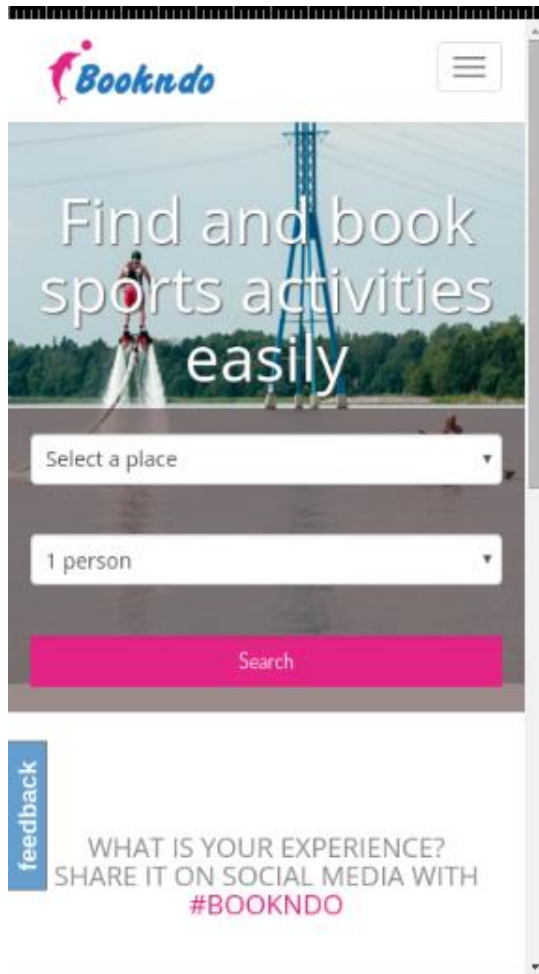 Bookndo
Find and book
sports activities
easily
Select a place
1 person
Search
feedback
WHAT IS YOUR EXPERIENCE?
SHARE IT ON SOCIAL MEDIA WITH
#BOOKNDO